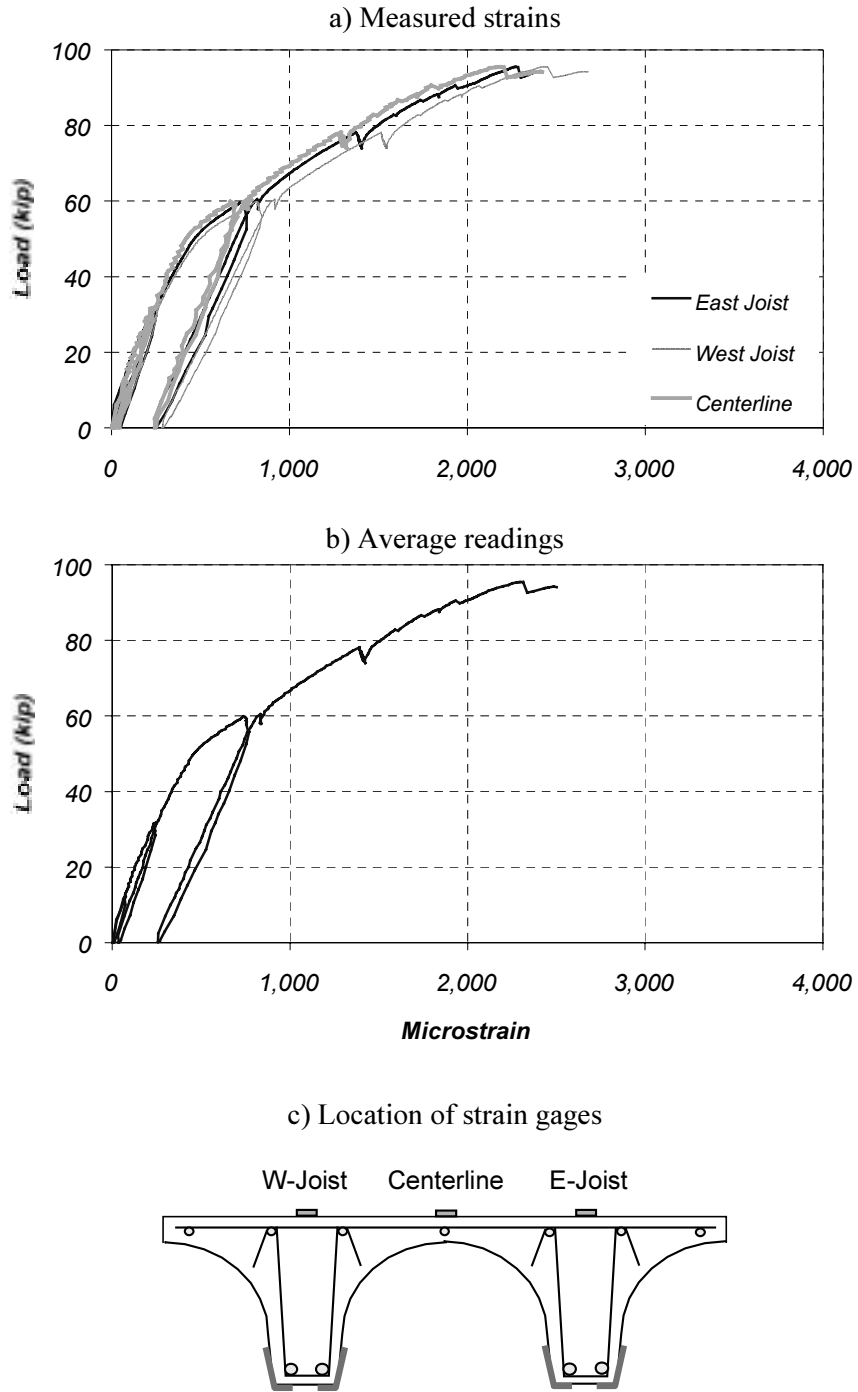 a) Measured strains
100
80
60
40
20
0
Load (kip)
East Joist
West Joist
Centerline
0 1,000 2,000 3,000 4,000
b) Average readings
100
80
60
40
20
0
Load (kip)
0 1,000 2,000 3,000 4,000
Microstrain
c) Location of strain gages
W-Joist Centerline E-Joist